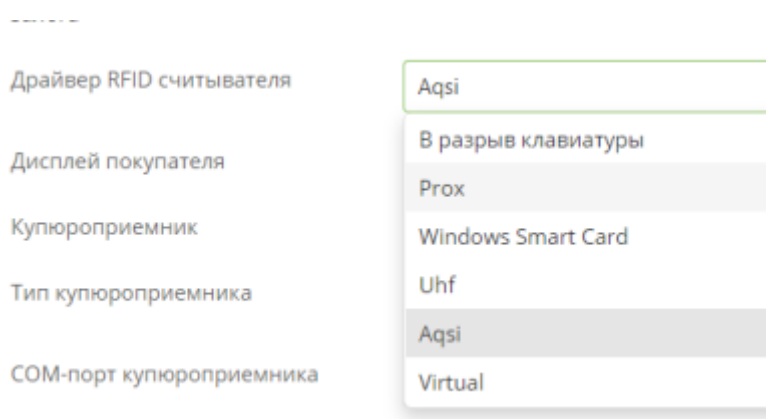 Драйвер RFID считывателя
Aqsi
В разрыв клавиатуры
Дисплей покупателя
Prox
Купюроприемник
Windows Smart Card
Uhf
Тип купюроприемника
Aqsi
COM-порт купюроприемника
Virtual